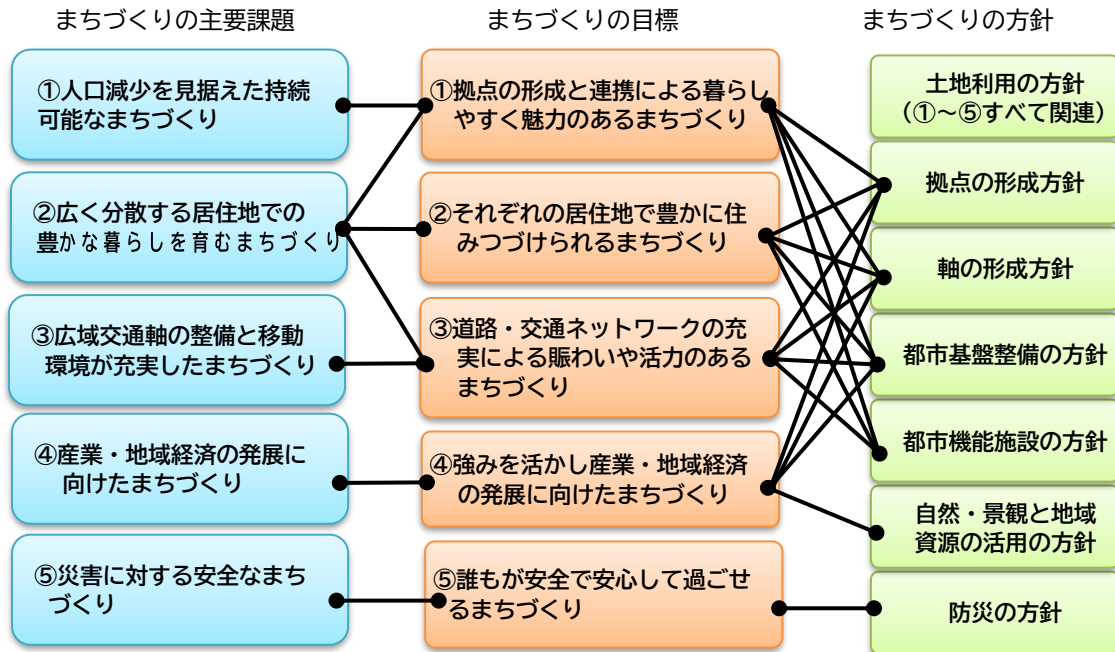 まちづくりの主要課題
まちづくりの目標
まちづくりの方針
①人口減少を見据えた持続
可能なまちづくり
②広く分散する居住地での
豊かな暮らしを育むまちづくり
③広域交通軸の整備と移動
環境が充実したまちづくり
④産業・地域経済の発展に
向けたまちづくり
⑤災害に対する安全なまち
づくり
①拠点の形成と連携による暮らし
やすく魅力のあるまちづくり
②それぞれの居住地で豊かに住
みつづけられるまちづくり
③道路・交通ネットワークの充
実による賑わいや活力のある
まちづくり
④強みを活かし産業・地域経済
の発展に向けたまちづくり
⑤誰もが安全で安心して過ごせ
るまちづくり
土地利用の方針
（①～⑤すべて関連）
拠点の形成方針
軸の形成方針
都市基盤整備の方針
都市機能施設の方針
自然・景観と地域
資源の活用の方針
防災の方針